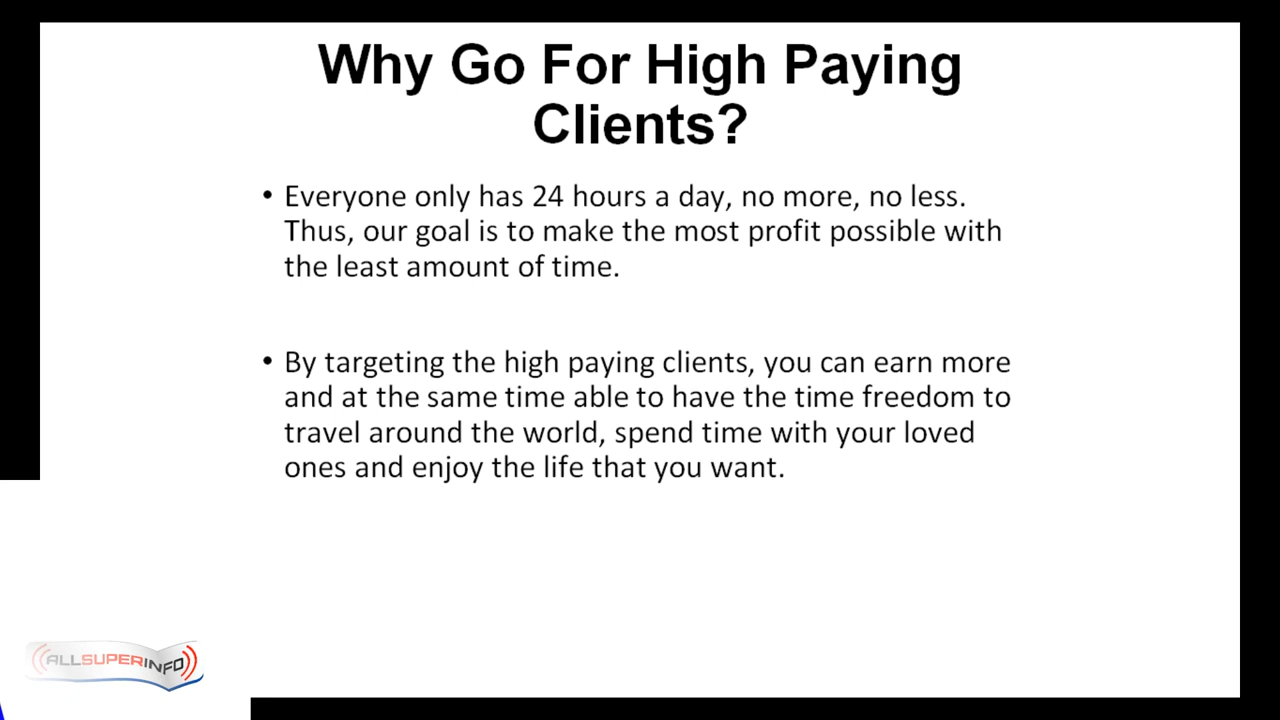 Why Go For High Paying
Clients?
• Everyone only has 24 hours a day, no more, no less.
Thus, our goal is to make the most profit possible with
the least amount of time.
• By targeting the high paying clients, you can earn more
and at the same time able to have the time freedom to
travel around the world, spend time with your loved
ones and enjoy the life that you want.
ALLSUPERINFO